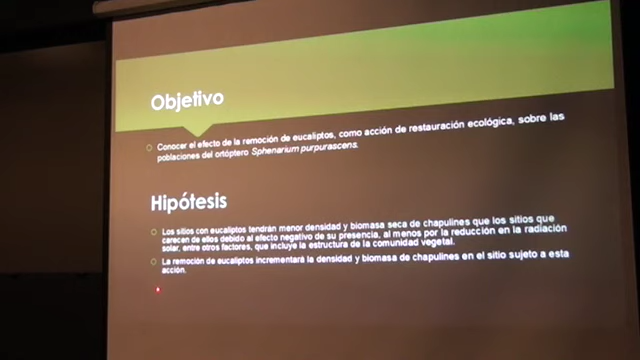 Objetivo
Conocer el efecto de la remoción de eucaliptos, como acción de restauración ecológica, sobre las
poblaciones del ortóptero Sphenarium purpurascens.
Hipótesis
Los sitios con eucaliptos tendrán menor densidad y biomasa seca de chapulines que los sitios que
carecen de ellos debido al efecto negativo de su presencia, al menos por la reducción en la radiación
solar, entre otros factores, que incluye la estructura de la comunidad vegetal.
La remoción de eucaliptos incrementará la densidad y biomasa de chapulines en el sitio sujeto a esta
acción.